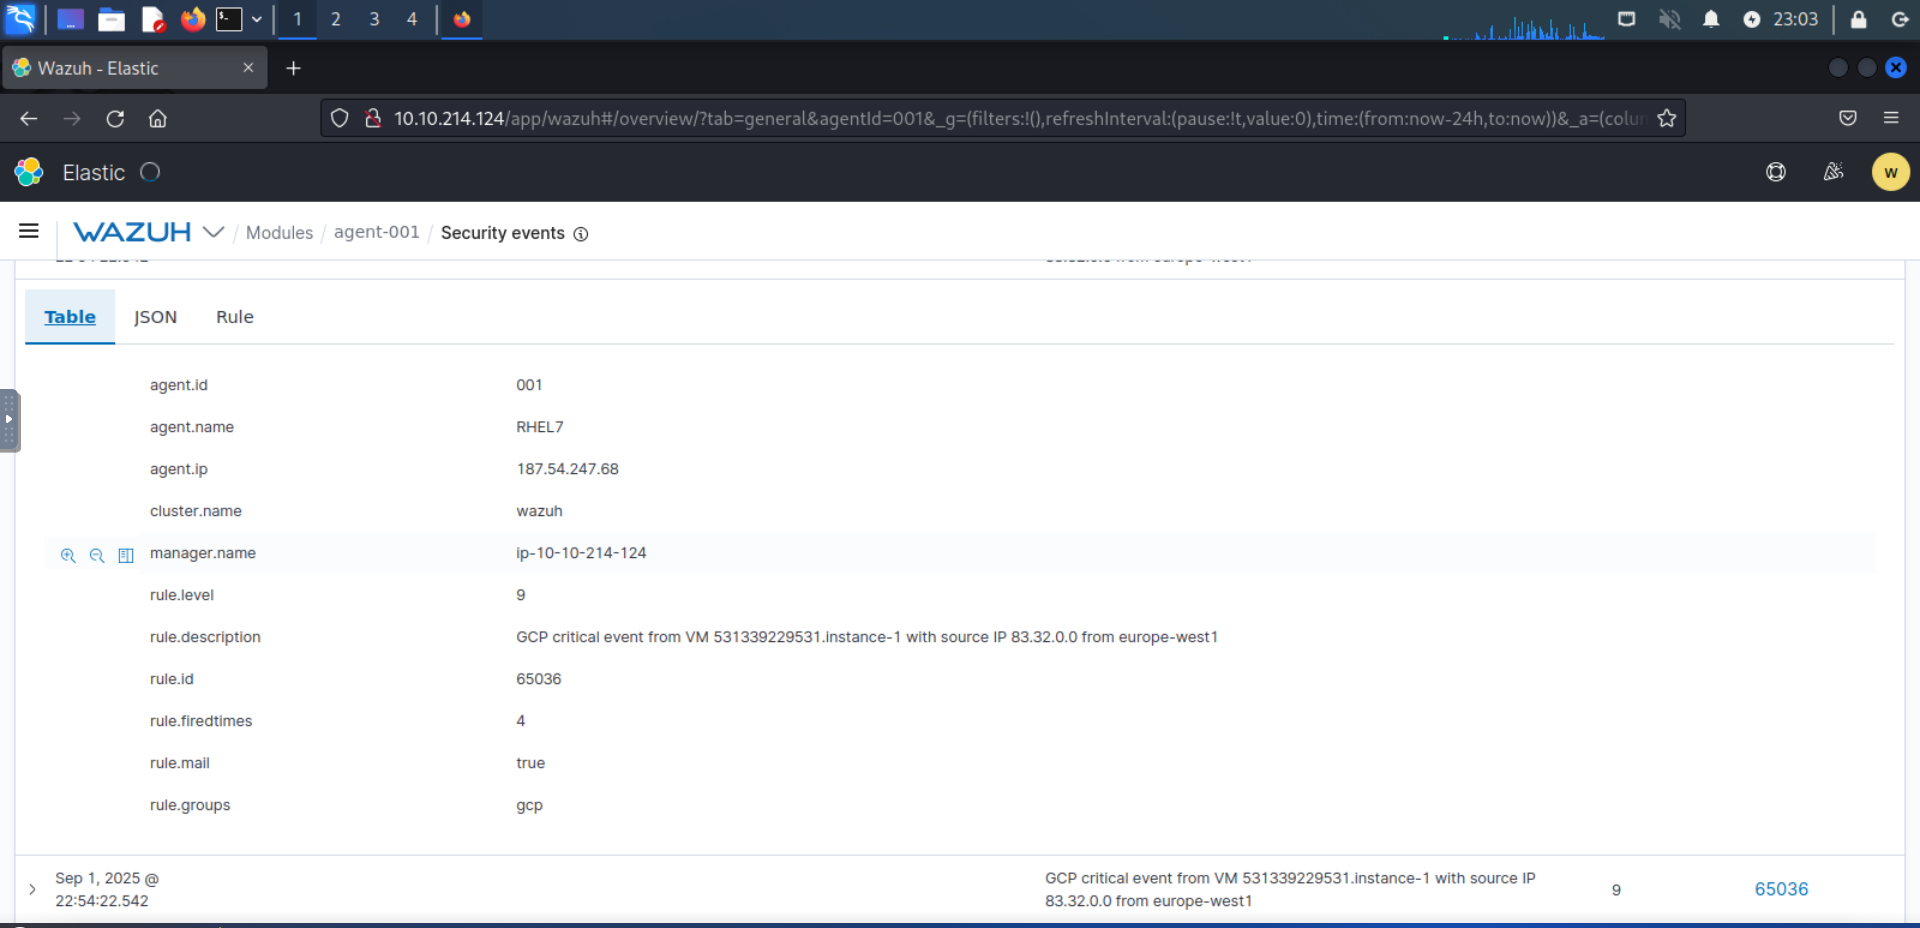 1 2 3 4 23:03
Wazuh - Elastic
10.10.214.124/app/wazuh#/overview/?tab=general&agentId=001&_g=(filters:!(),refreshInterval:(pause:!t,value:0),time:(from:now-24h,to:now))&_a=(colun
Elastic W
WAZUH / Modules / agent-001 / Security events
Table JSON Rule
agent.id 001
agent.name RHEL7
agent.ip 187.54.247.68
cluster.name wazuh
manager.name ip-10-10-214-124
rule.level 9
rule.description GCP critical event from VM 531339229531.instance-1 with source IP 83.32.0.0 from europe-west1
rule.id 65036
rule.firedtimes 4
rule.mail true
rule.groups gcp
Sep 1, 2025 @ GCP critical event from VM 531339229531.instance-1 with source IP 9 65036
22:54:22.542 83.32.0.0 from europe-west1